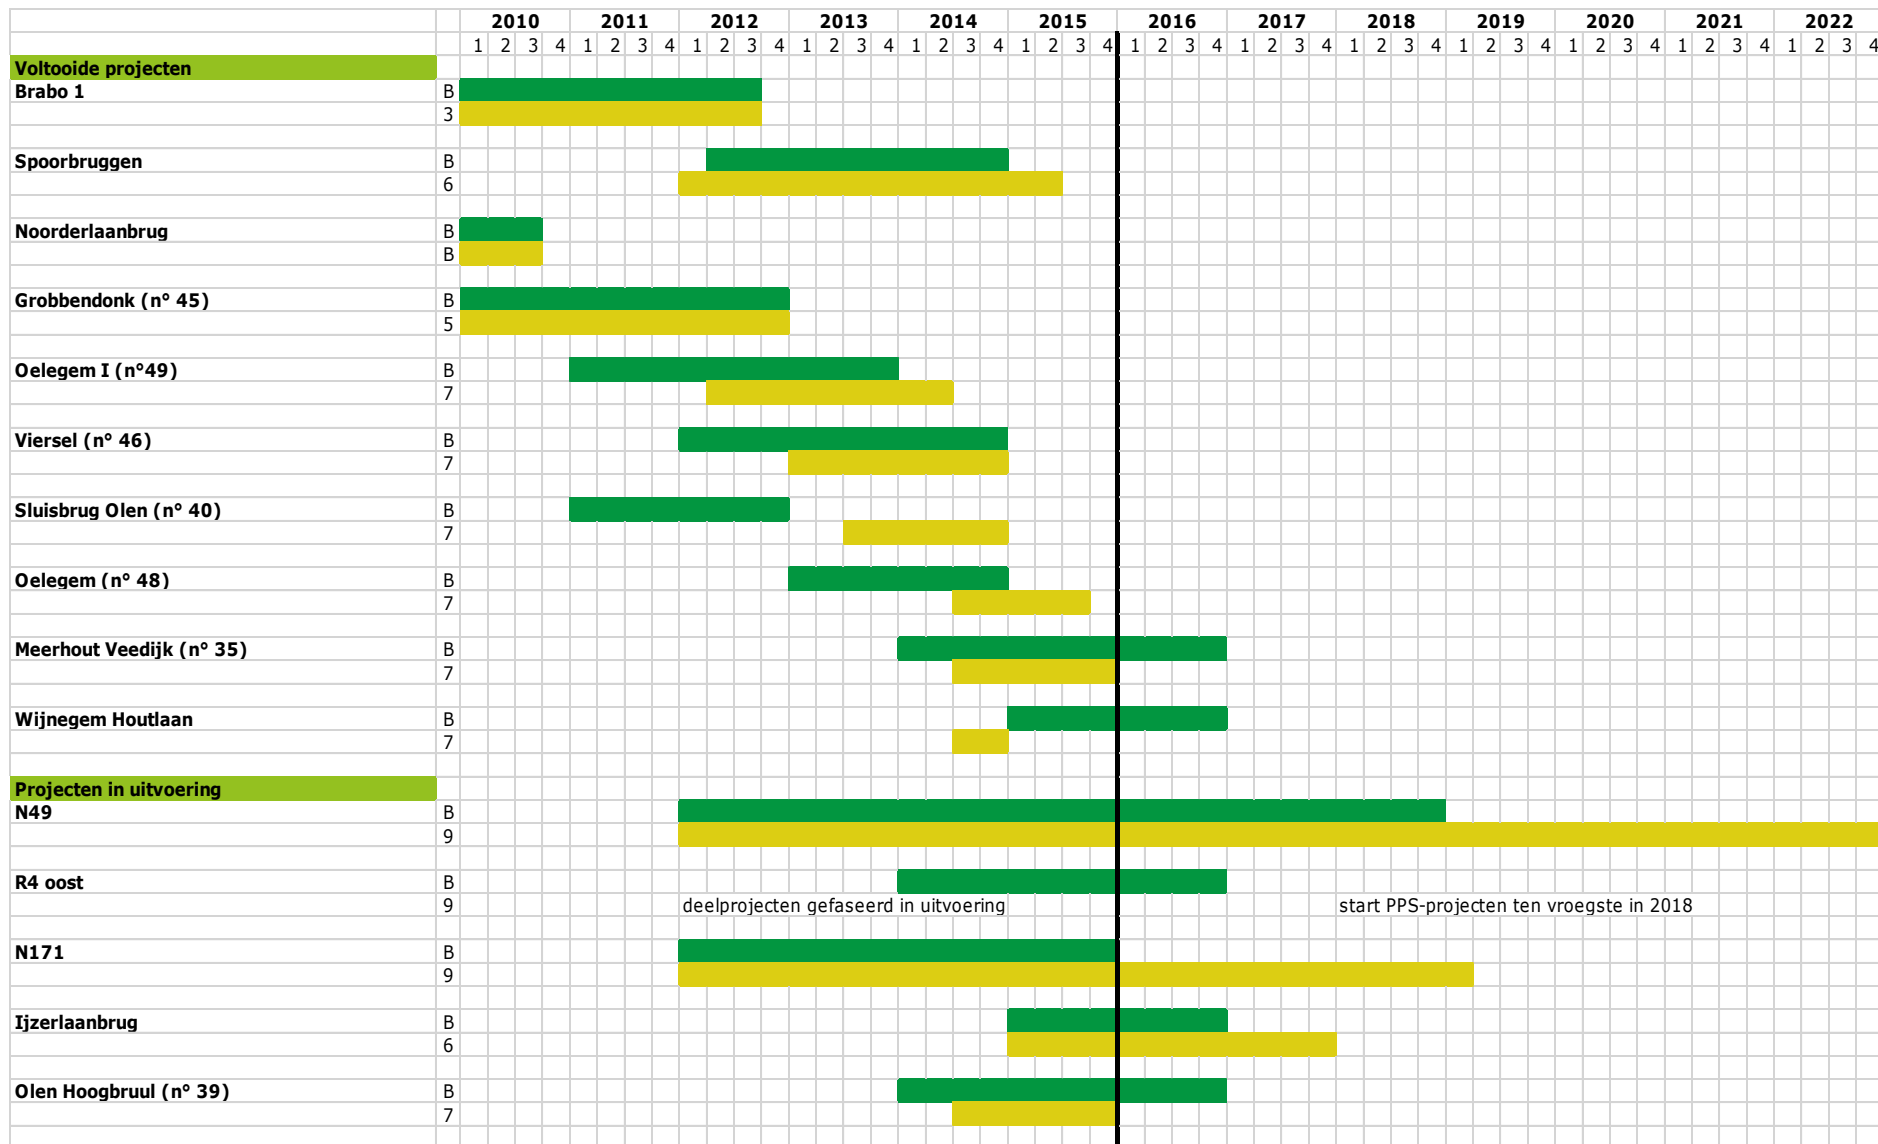 2010 2011 2012 2013 2014 2015 2016 2017 2018 2019 2020 2021 2022
1 2 3 4 1 2 3 4 1 2 3 4 1 2 3 4 1 2 3 4 1 2 3 4 1 2 3 4 1 2 3 4 1 2 3 4 1 2 3 4 1 2 3 4 1 2 3 4 1 2 3 4
Voltooide projecten
Brabo 1 B
3
Spoorbruggen B
6
Noorderlaanbrug B
B
Grobbendonk (n° 45) B
5
Oelegem I (n°49) B
7
Viersel (n° 46) B
7
Sluisbrug Olen (n° 40) B
7
Oelegem (n° 48) B
7
Meerhout Veedijk (n° 35) B
7
Wijnegem Houtlaan B
7
Projecten in uitvoering
N49 B
9
R4 oost B
9 deelprojecten gefaseerd in uitvoering start PPS-projecten ten vroegste in 2018
N171 B
9
Ijzerlaanbrug B
6
Olen Hoogbruul (n° 39) B
7